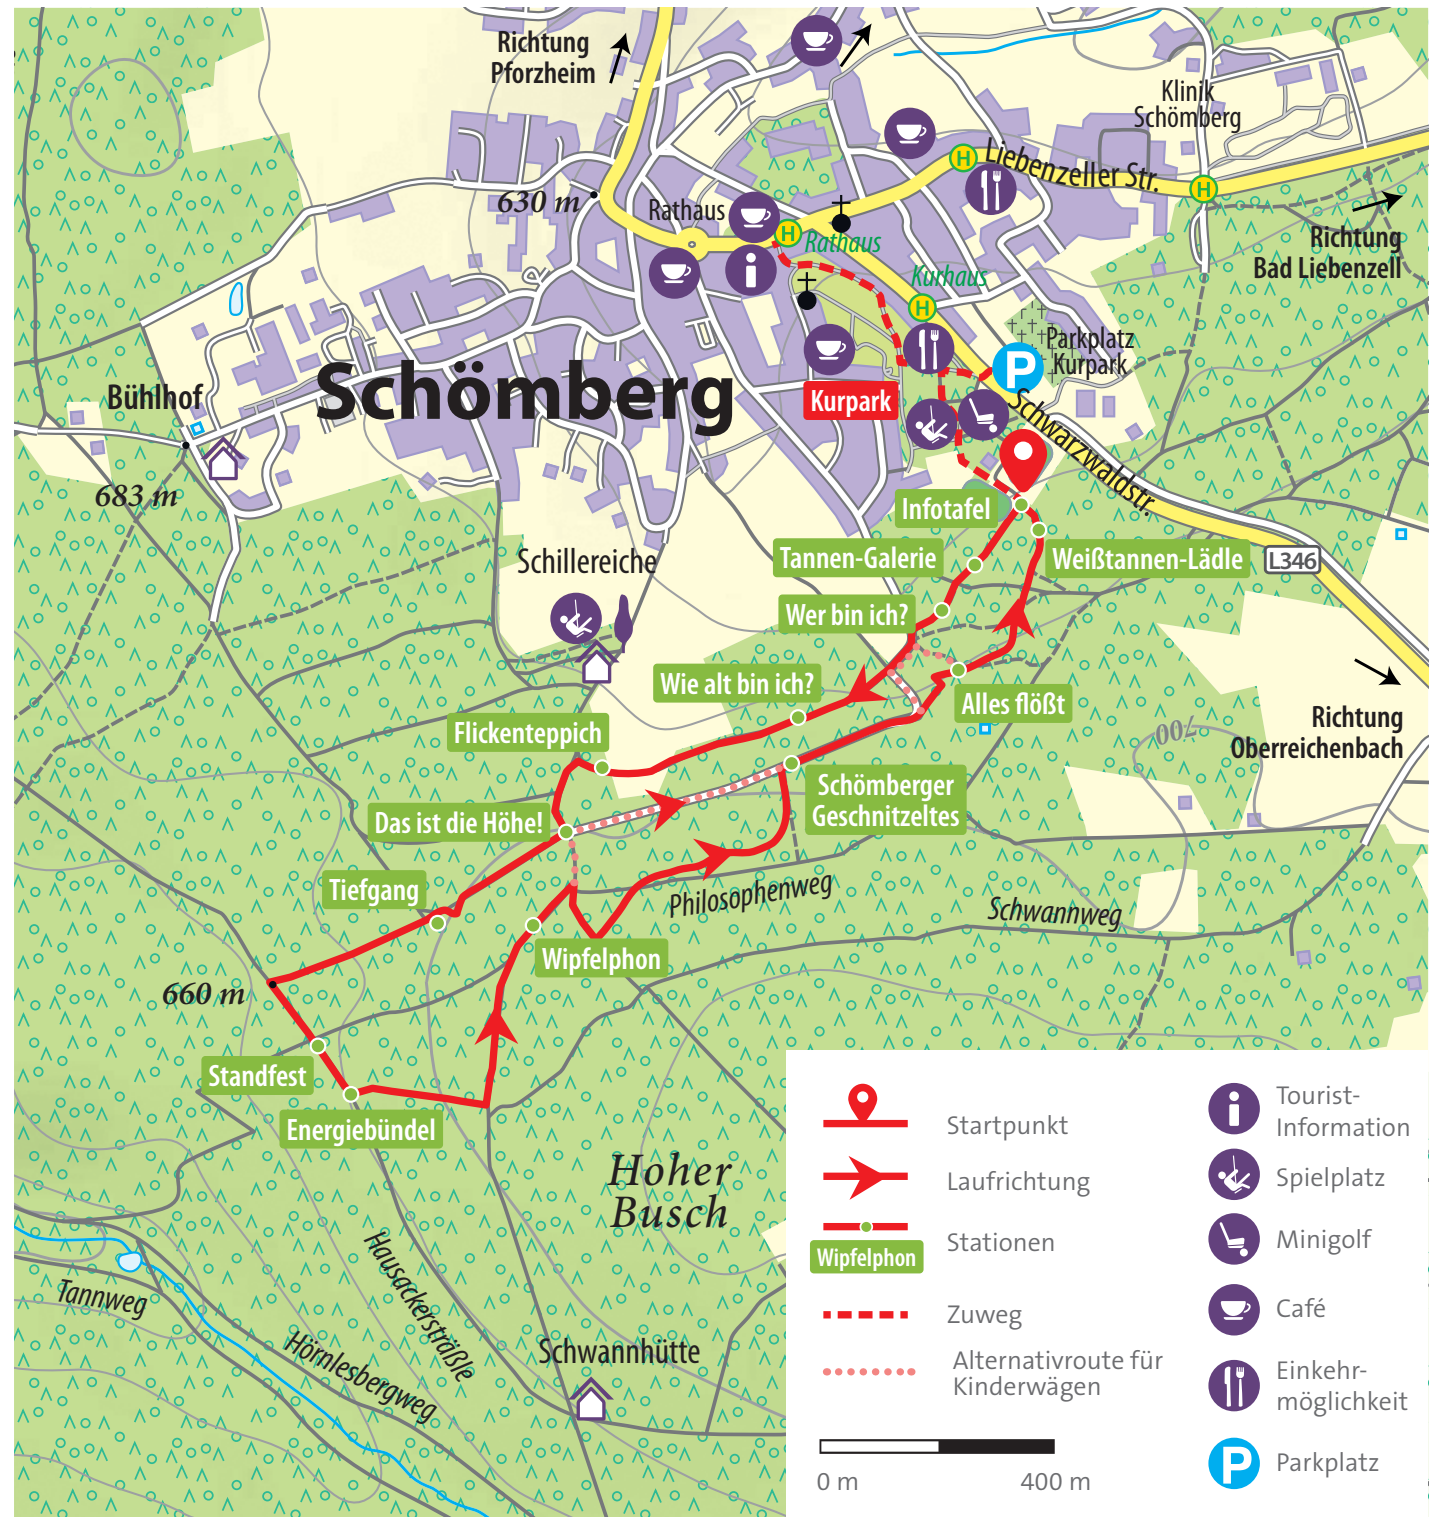 Richtung
Pforzheim
Klinik
Schömberg
H
Liebenzeller Str.
H
630 m
Rathaus
H
Rathaus
Richtung
Bad Liebenzell
Kurhaus
H
Parkplatz
Kurpark
P
Schömberg
Bühlhof
Kurpark
Schwarzwaldstr.
683 m
Infotafel
Schillereiche
Tannen-Galerie
Weißtannen-Lädle
L346
Wer bin ich?
Wie alt bin ich?
Alles flößt
Flickenteppich
700
Richtung
Oberreichenbach
Schömberger
Geschnitzeltes
Das ist die Höhe!
Tiefgang
Philosophenweg
Schwannweg
Wipfelphon
660 m
Standfest
Energiebündel
Hoher
Busch
Hausackersträßle
Tannweg
Hörnlesbergweg
Schwannhütte
Startpunkt
Laufrichtung
Stationen
Wipfelphon
Zuweg
Alternativroute für
Kinderwägen
0 m
400 m
Tourist-
Information
Spielplatz
Minigolf
Café
Einkehr-
möglichkeit
P
Parkplatz